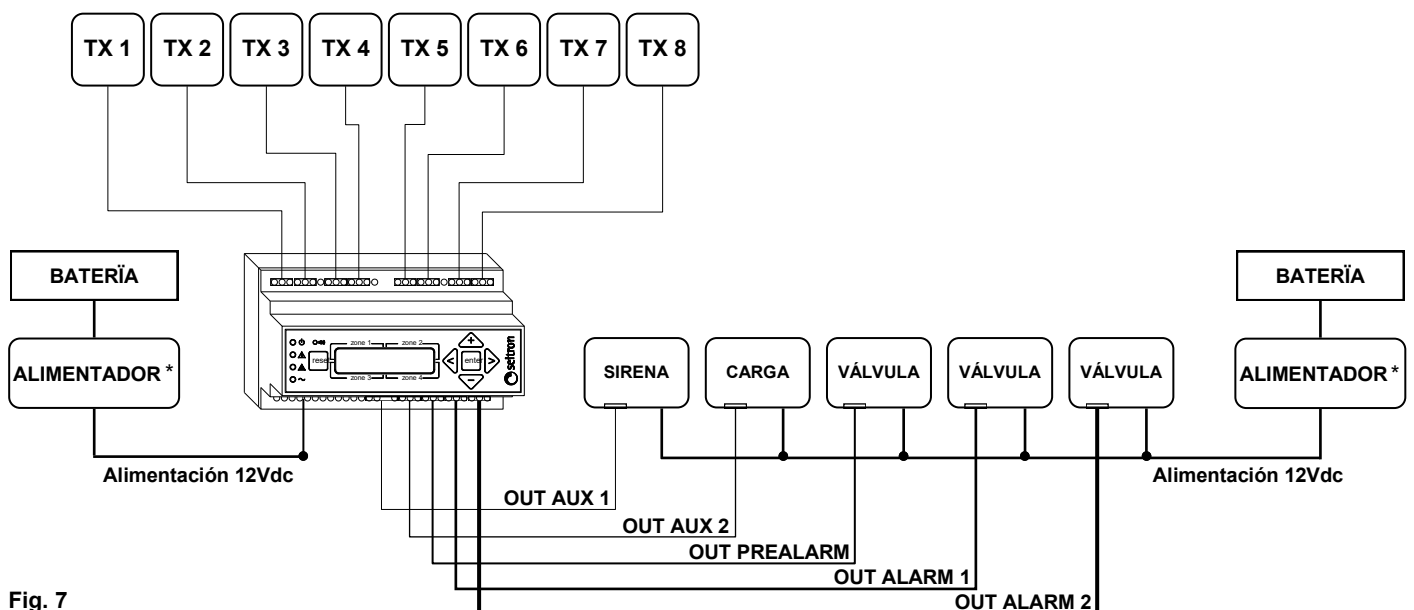 TX 1 TX 2 TX 3 TX 4 TX 5 TX 6 TX 7 TX 8
BATERÏA
BATERÏA
zone 1 zone 2
reset
enter
seitron
zone 3 zone 4
ALIMENTADOR *
SIRENA
CARGA
VÁLVULA
VÁLVULA
VÁLVULA
ALIMENTADOR *
Alimentación 12Vdc
Alimentación 12Vdc
OUT AUX 1
OUT AUX 2
OUT PREALARM
OUT ALARM 1
OUT ALARM 2
Fig. 7